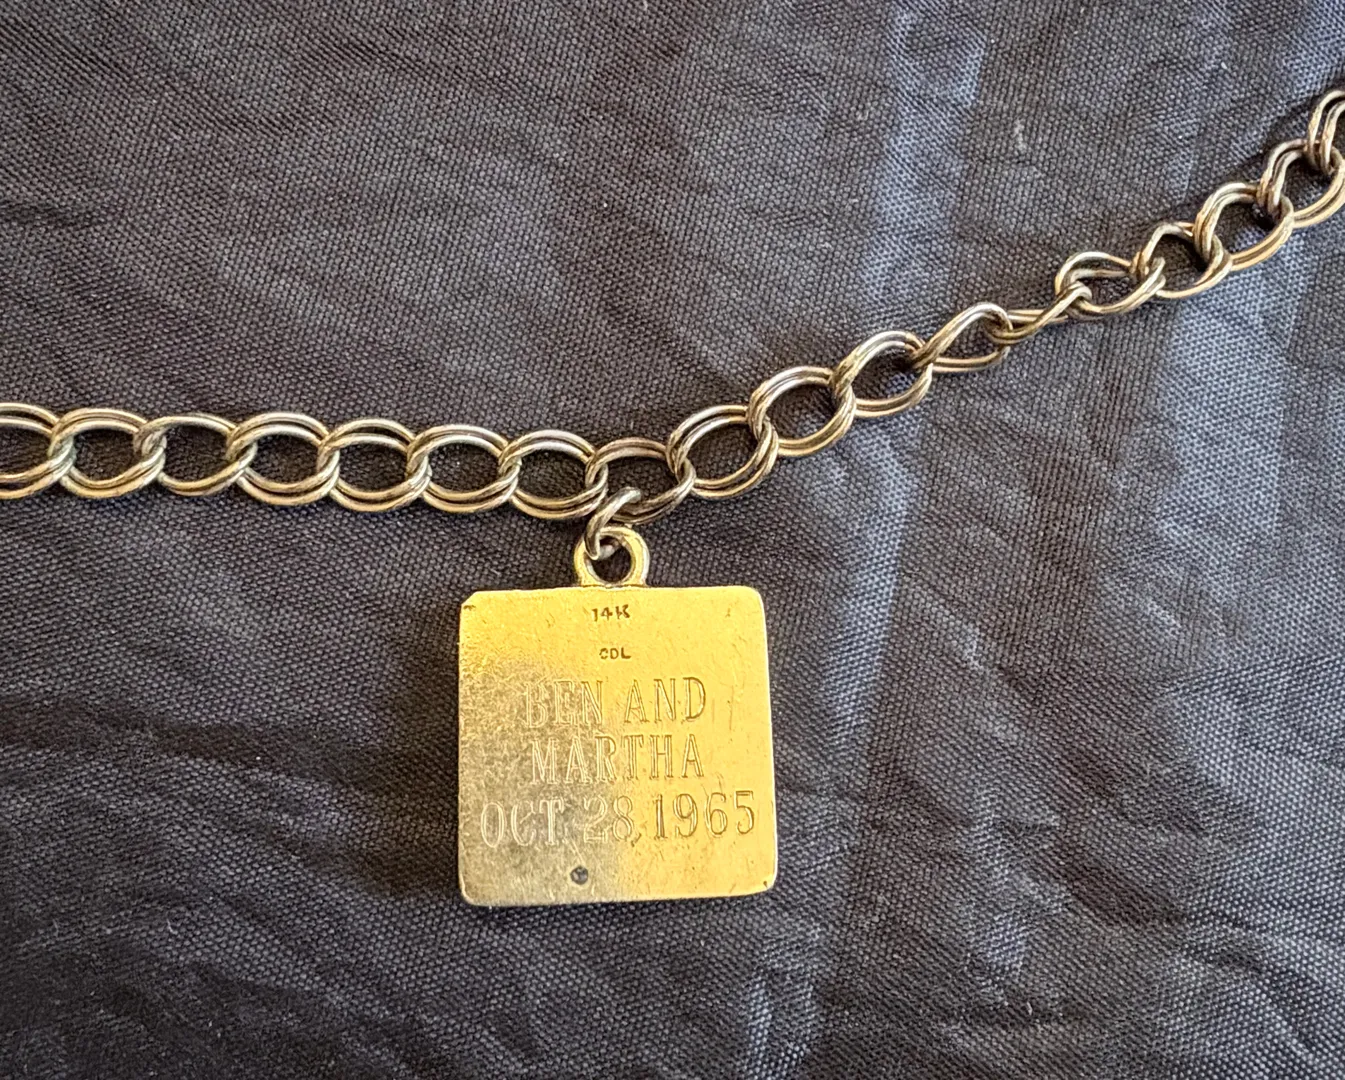 14K
CDL
BEN AND
MARTHA
OCT. 28, 1965